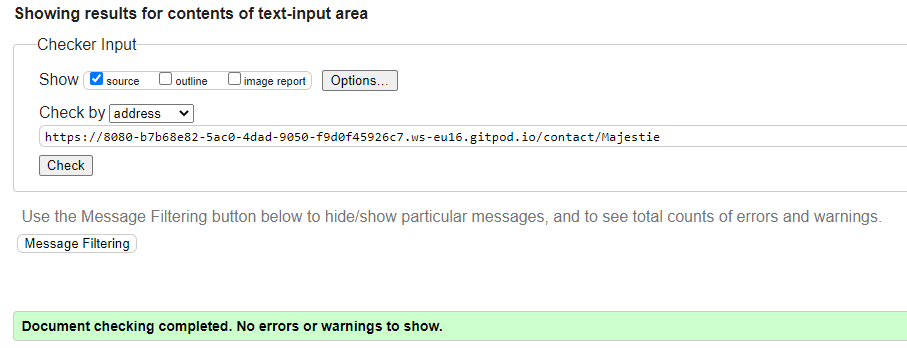 Showing results for contents of text-input area
Checker Input
Show source outline image report Options...
Check by address
https://8080-b7b68e82-5ac0-4dad-9050-f9d0f45926c7.ws-eu16.gitpod.io/contact/Majestie
Check
Use the Message Filtering button below to hide/show particular messages, and to see total counts of errors and warnings.
Message Filtering
Document checking completed. No errors or warnings to show.